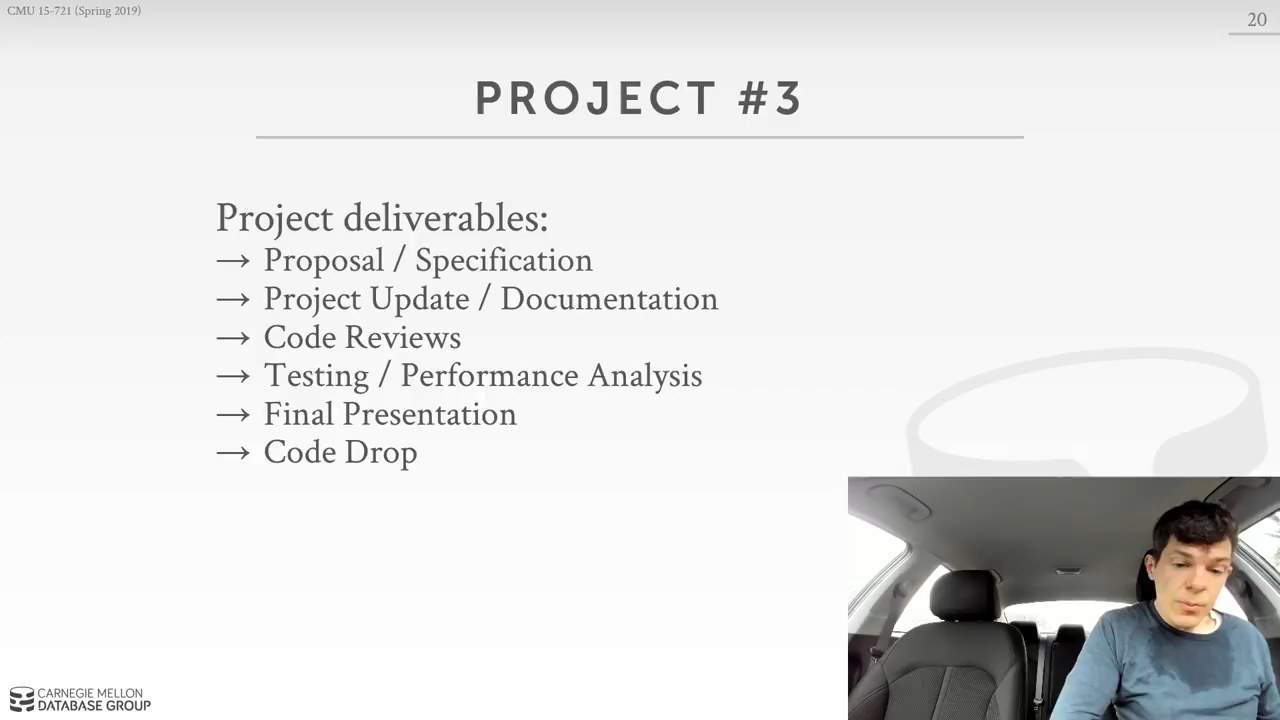 CMU 15-721 (Spring 2019)
20
PROJECT #3
Project deliverables:
→ Proposal / Specification
→ Project Update / Documentation
→ Code Reviews
→ Testing / Performance Analysis
→ Final Presentation
→ Code Drop
CARNEGIE MELLON
DATABASE GROUP